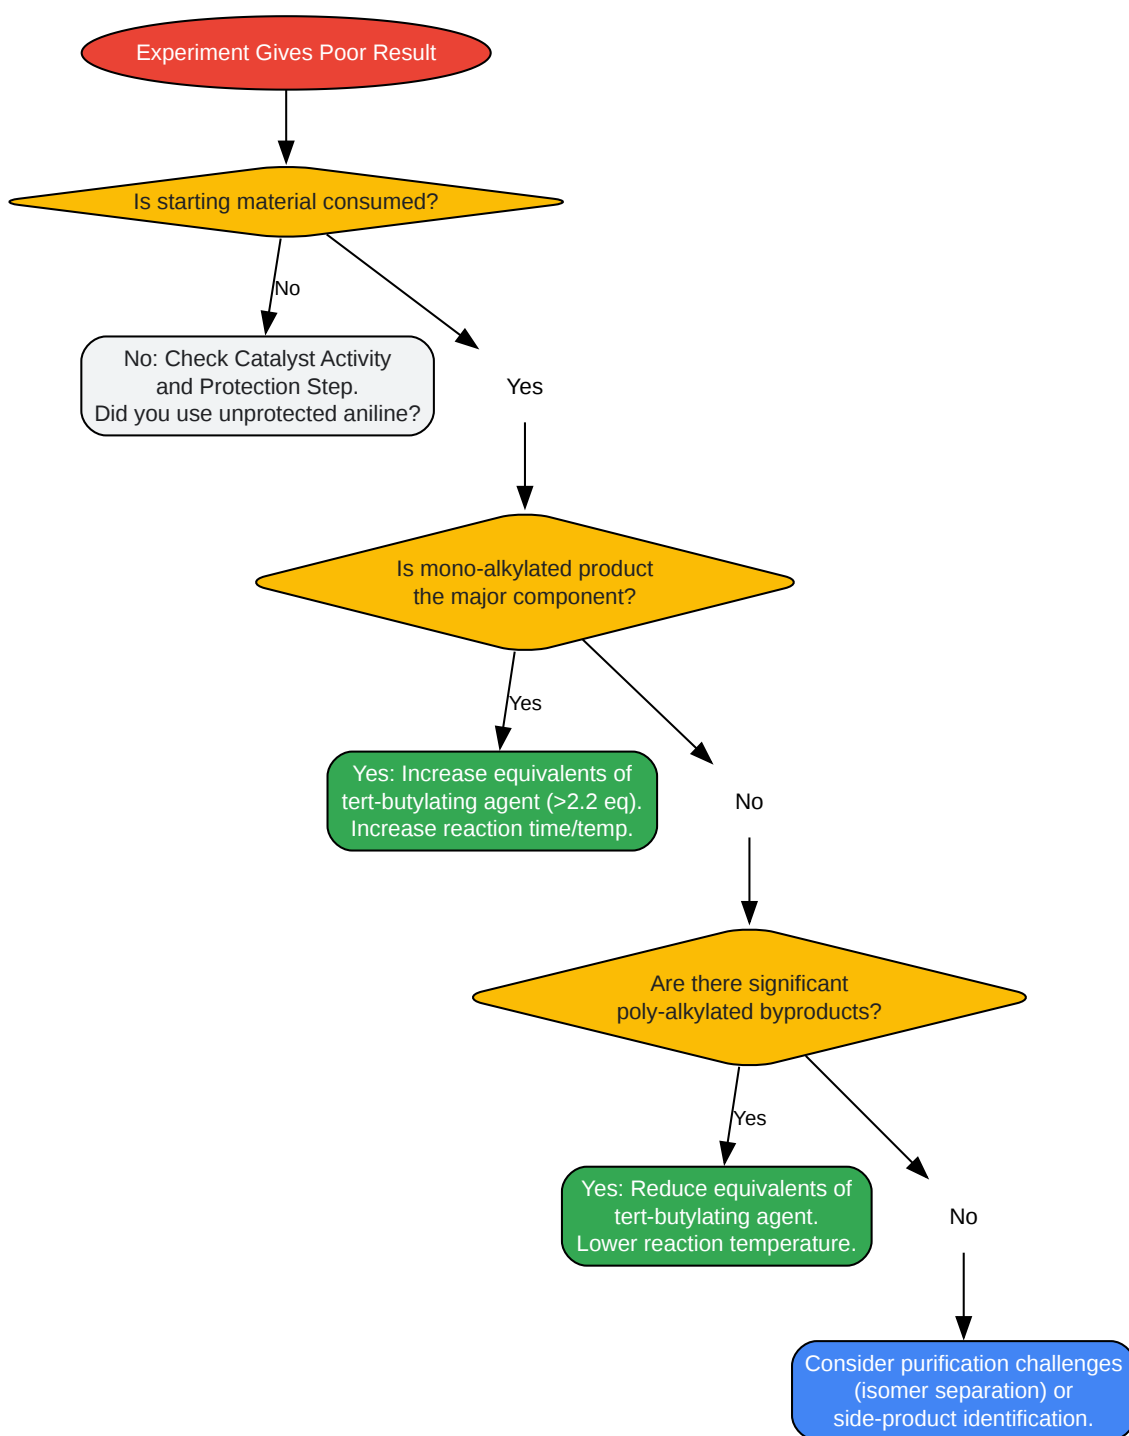 Experiment Gives Poor Result
Is starting material consumed?
No
No: Check Catalyst Activity
and Protection Step.
Did you use unprotected aniline?
Yes
Is mono-alkylated product
the major component?
Yes
Yes: Increase equivalents of
tert-butylating agent (>2.2 eq).
Increase reaction time/temp.
No
Are there significant
poly-alkylated byproducts?
Yes
Yes: Reduce equivalents of
tert-butylating agent.
Lower reaction temperature.
No
Consider purification challenges
(isomer separation) or
side-product identification.